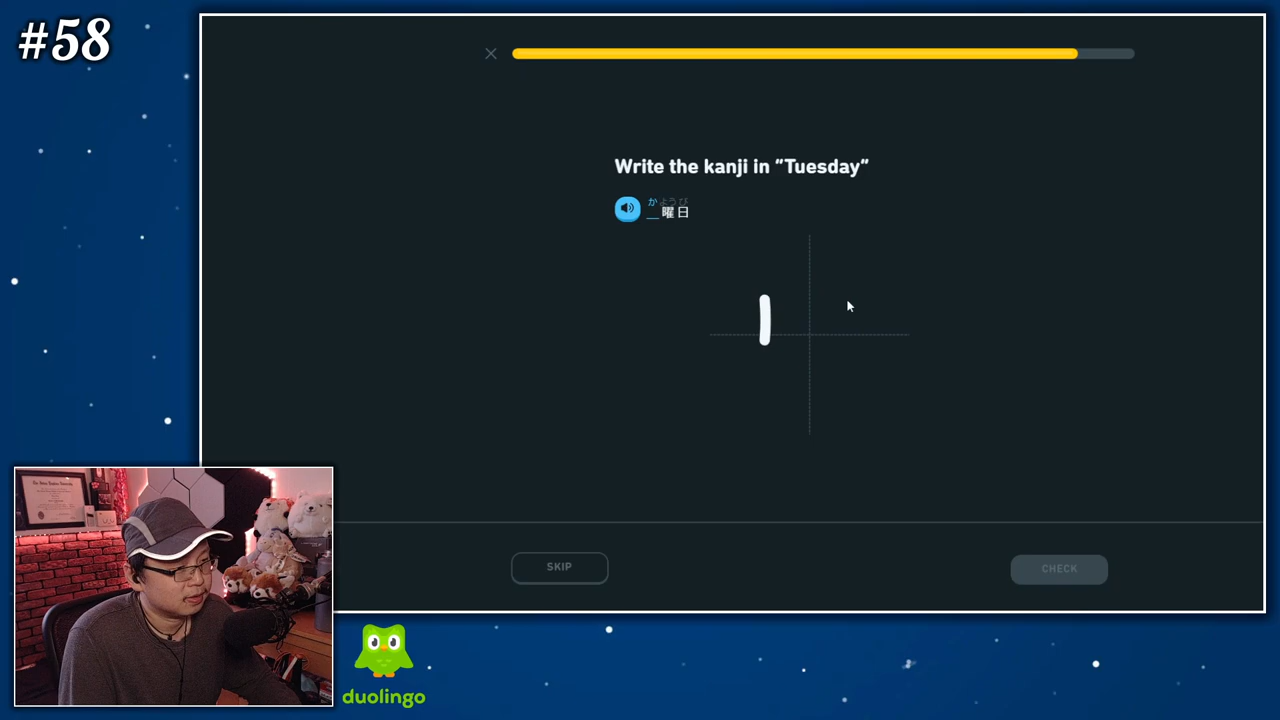 #58
Write the kanji in “Tuesday”
かようび
__曜日
SKIP
CHECK
duolingo